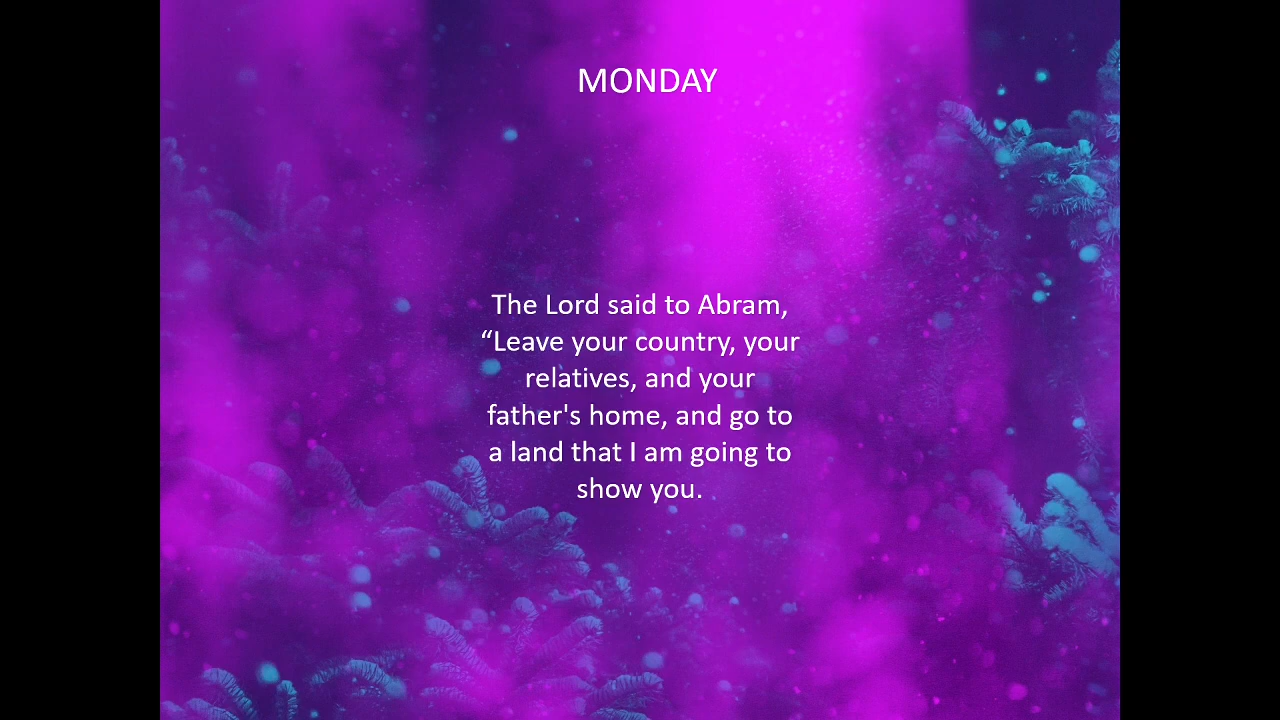 MONDAY
The Lord said to Abram,
“Leave your country, your
relatives, and your
father's home, and go to
a land that I am going to
show you.